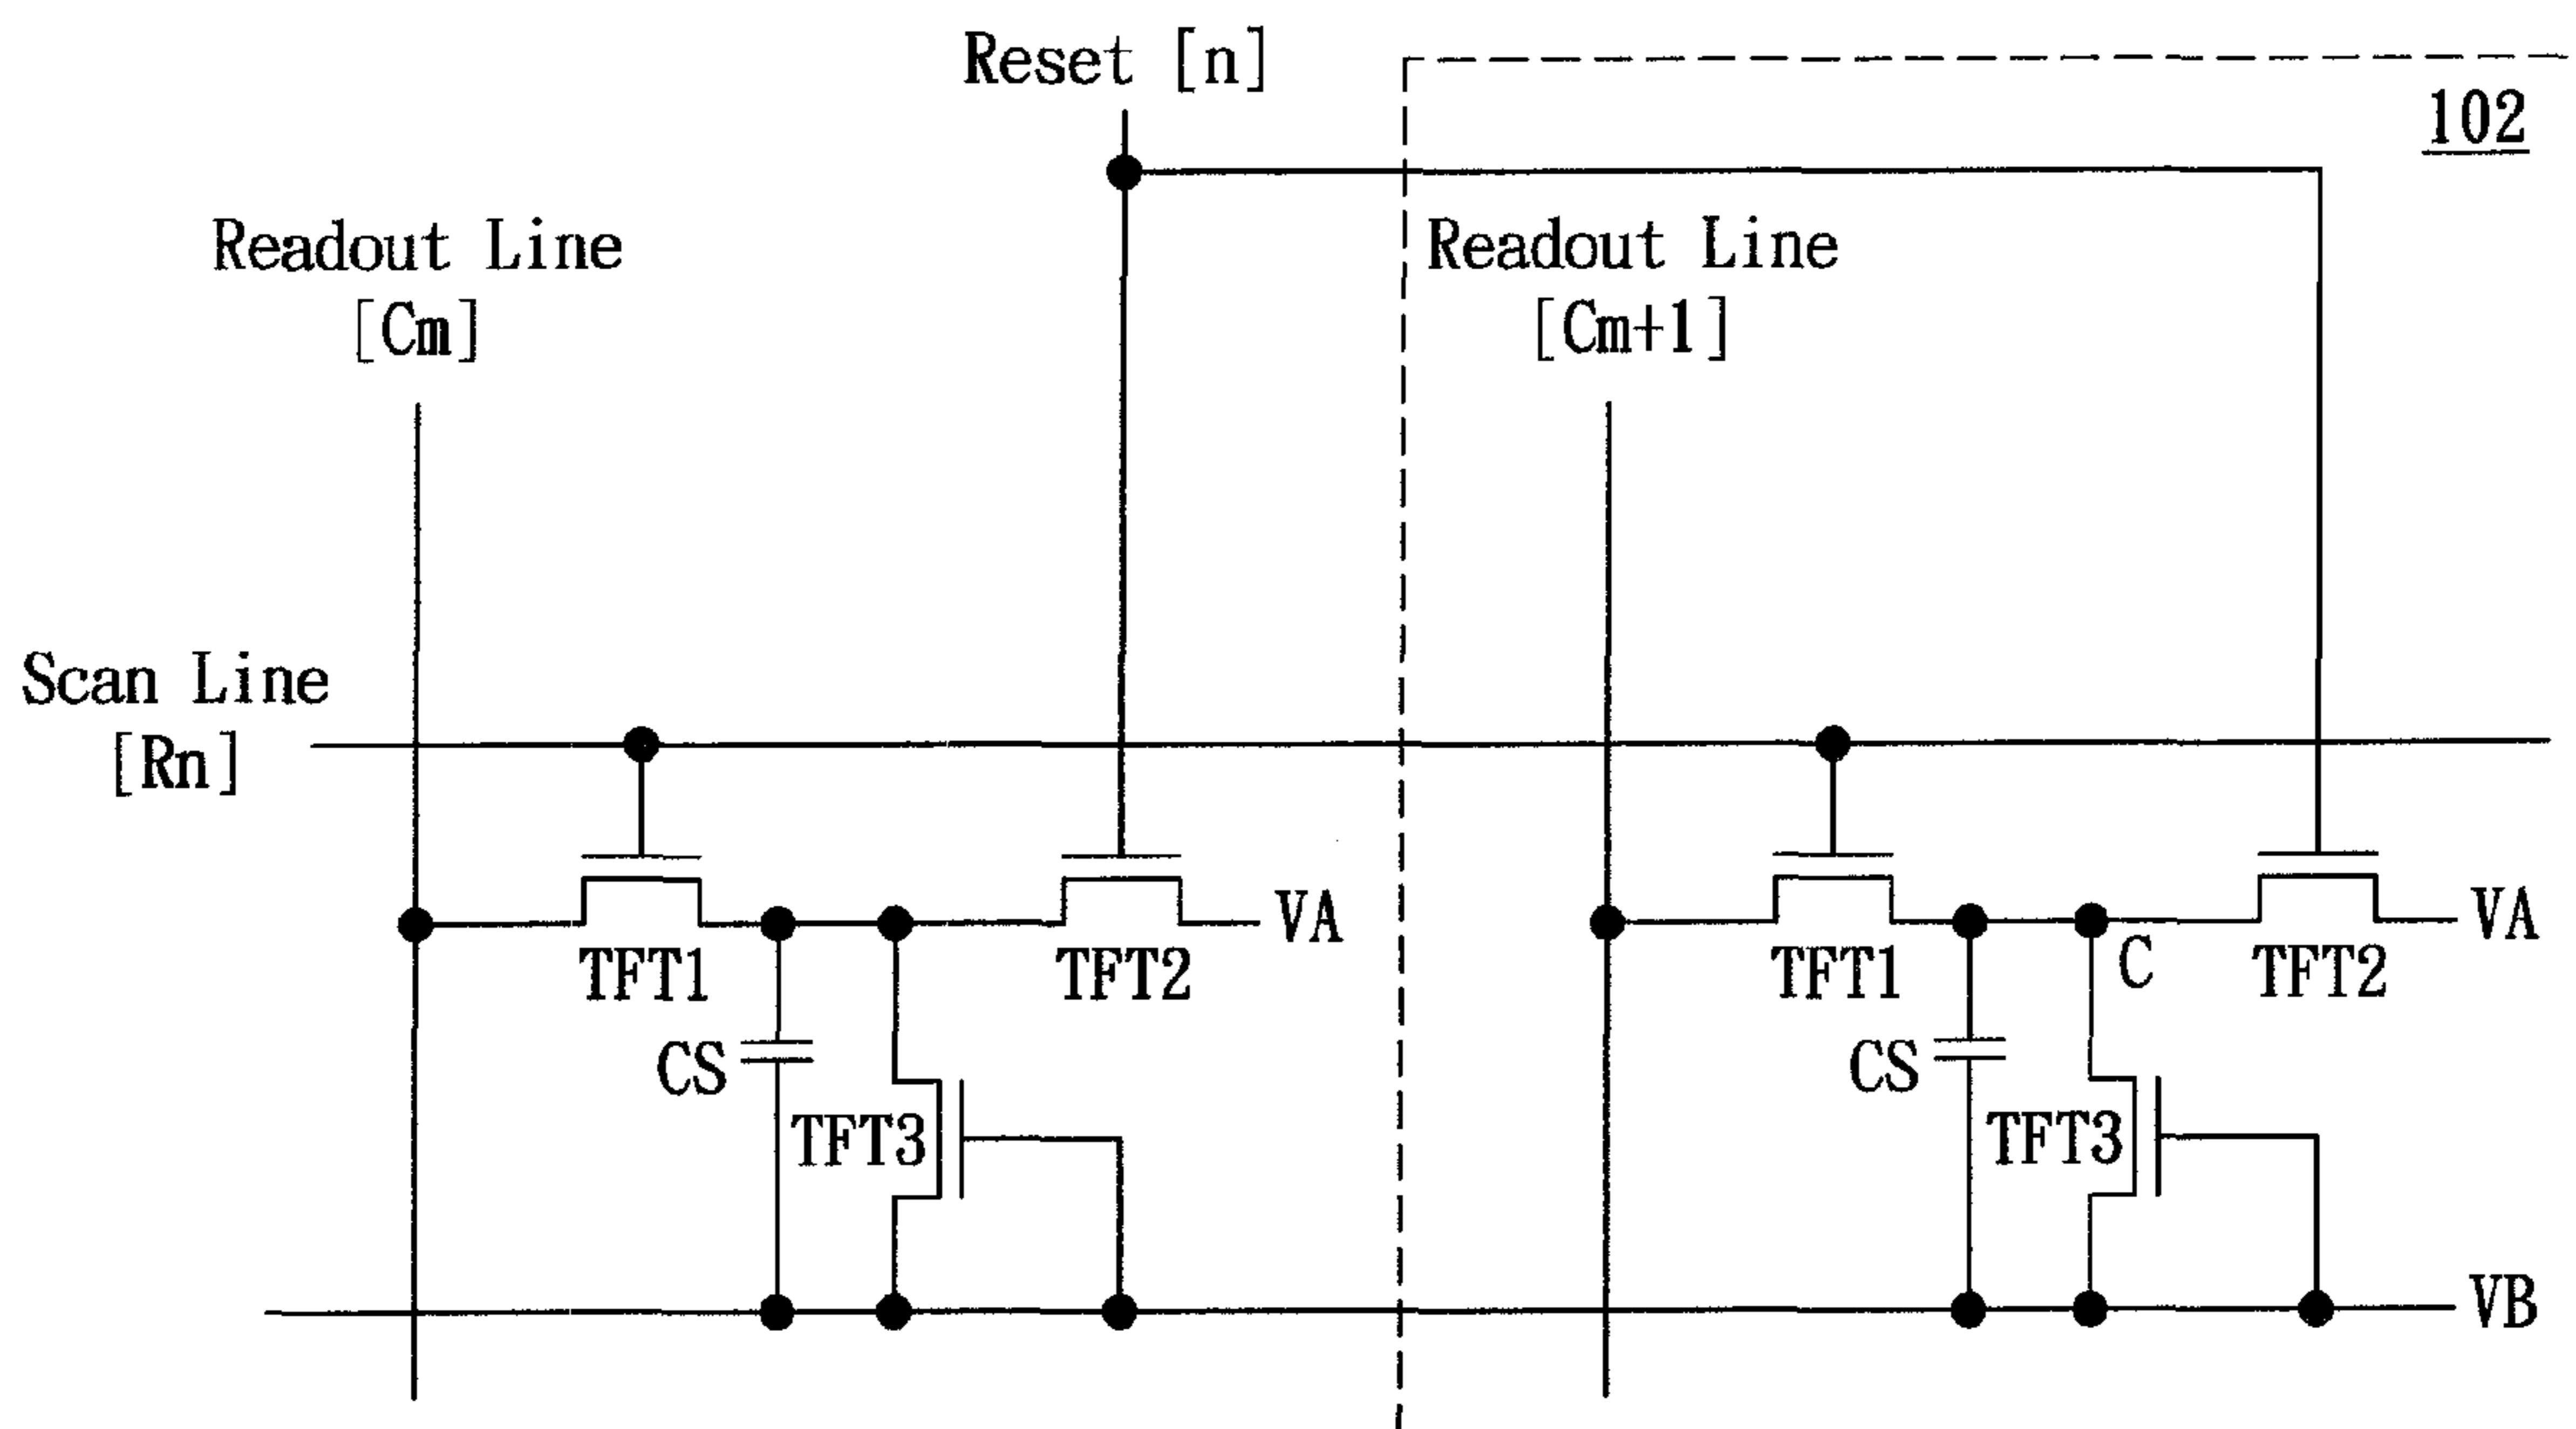 Reset [n]
102
Readout Line
[Cm]
Readout Line
[Cm+1]
Scan Line
[Rn]
TFT1
TFT2
VA
CS
TFT3
TFT1
C
TFT2
VA
CS
TFT3
VB